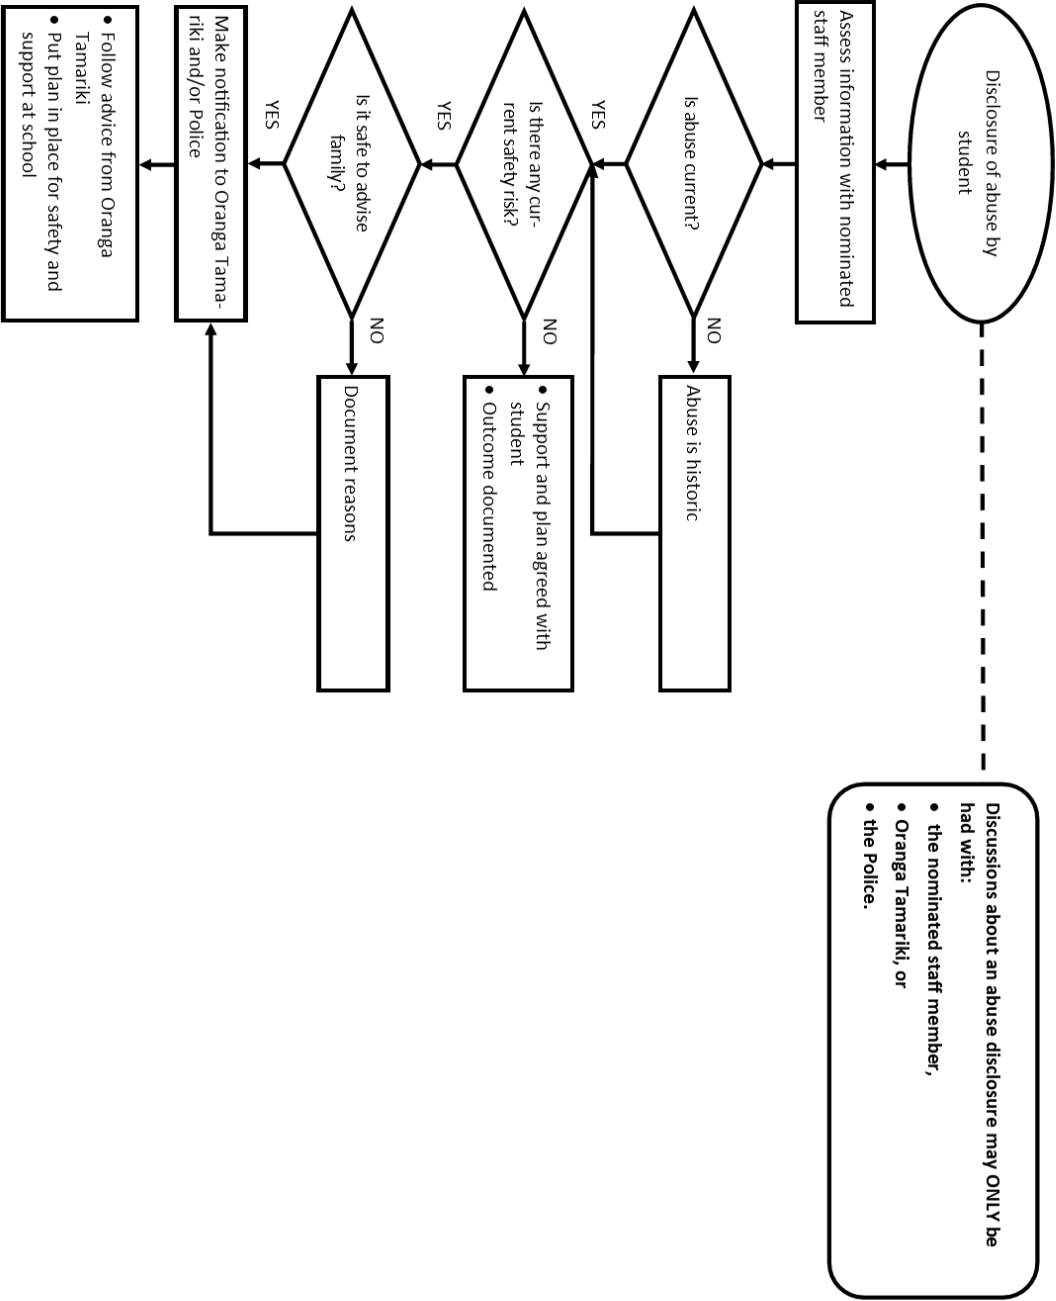 Disclosure of abuse by
student
Discussions about an abuse disclosure may ONLY be
had with:
• the nominated staff member,
• Oranga Tamariki, or
• the Police.
Assess information with nominated
staff member
Is abuse current?
NO
Abuse is historic
YES
Is there any cur-
rent safety risk?
NO
• Support and plan agreed with
student
• Outcome documented
YES
Is it safe to advise
family?
NO
Document reasons
YES
Make notification to Oranga Tama-
riki and/or Police
• Follow advice from Oranga
Tamariki
• Put plan in place for safety and
support at school